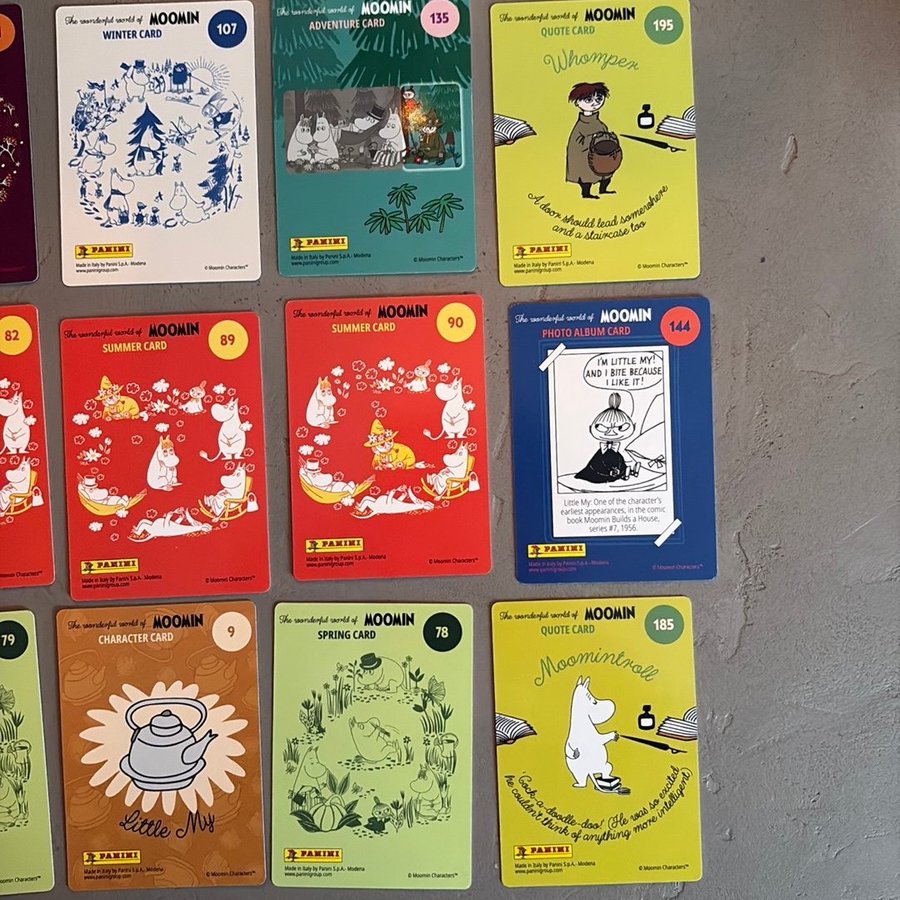 The wonderful world of MOOMIN
WINTER CARD
107
PANINI
Made in Italy by Panini S.p.A.- Modena
www.paninigroup.com
© Moomin Characters™
The wonderful world of MOOMIN
ADVENTURE CARD
135
PANINI
Made in Italy by Panini S.p.A.- Modena
www.paninigroup.com
© Moomin Characters™
The wonderful world of MOOMIN
QUOTE CARD
195
Whomper
A door should lead somewhere
and a staircase too
PANINI
Made in Italy by Panini S.p.A.- Modena
www.paninigroup.com
© Moomin Characters™
82
The wonderful world of MOOMIN
SUMMER CARD
89
PANINI
Made in Italy by Panini S.p.A.- Modena
www.paninigroup.com
© Moomin Characters™
The wonderful world of MOOMIN
SUMMER CARD
90
PANINI
Made in Italy by Panini S.p.A.- Modena
www.paninigroup.com
© Moomin Characters™
The wonderful world of MOOMIN
PHOTO ALBUM CARD
144
I'M LITTLE MY!
AND I BITE BECAUSE
I LIKE IT!
Little My: One of the character's
earliest appearances, in the comic
book Moomin Builds a House,
series #7, 1956.
PANINI
Made in Italy by Panini S.p.A.- Modena
www.paninigroup.com
© Moomin Characters™
79
© Moomin Characters™
The wonderful world of MOOMIN
CHARACTER CARD
9
Little My
PANINI
Made in Italy by Panini S.p.A.- Modena
www.paninigroup.com
© Moomin Characters™
The wonderful world of MOOMIN
SPRING CARD
78
PANINI
Made in Italy by Panini S.p.A.- Modena
www.paninigroup.com
© Moomin Characters™
The wonderful world of MOOMIN
QUOTE CARD
185
Moomintroll
'Cock-a-doodle-doo! (He was so excited
he couldn't think of anything more intelligent)
PANINI
Made in Italy by Panini S.p.A.- Modena
www.paninigroup.com
© Moomin Characters™